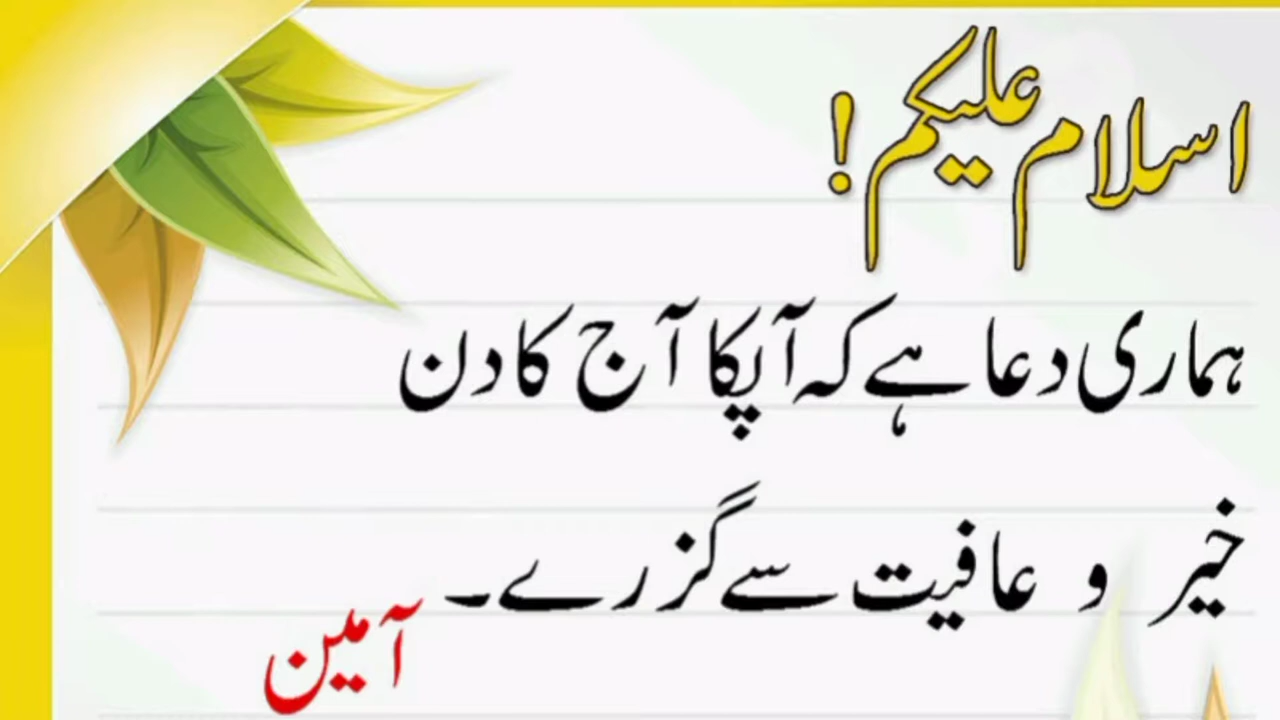 اسلام علیکم!
ہماری دعا ہے کہ آپکا آج کا دن
خیر و عافیت سے گزرے۔
آمین